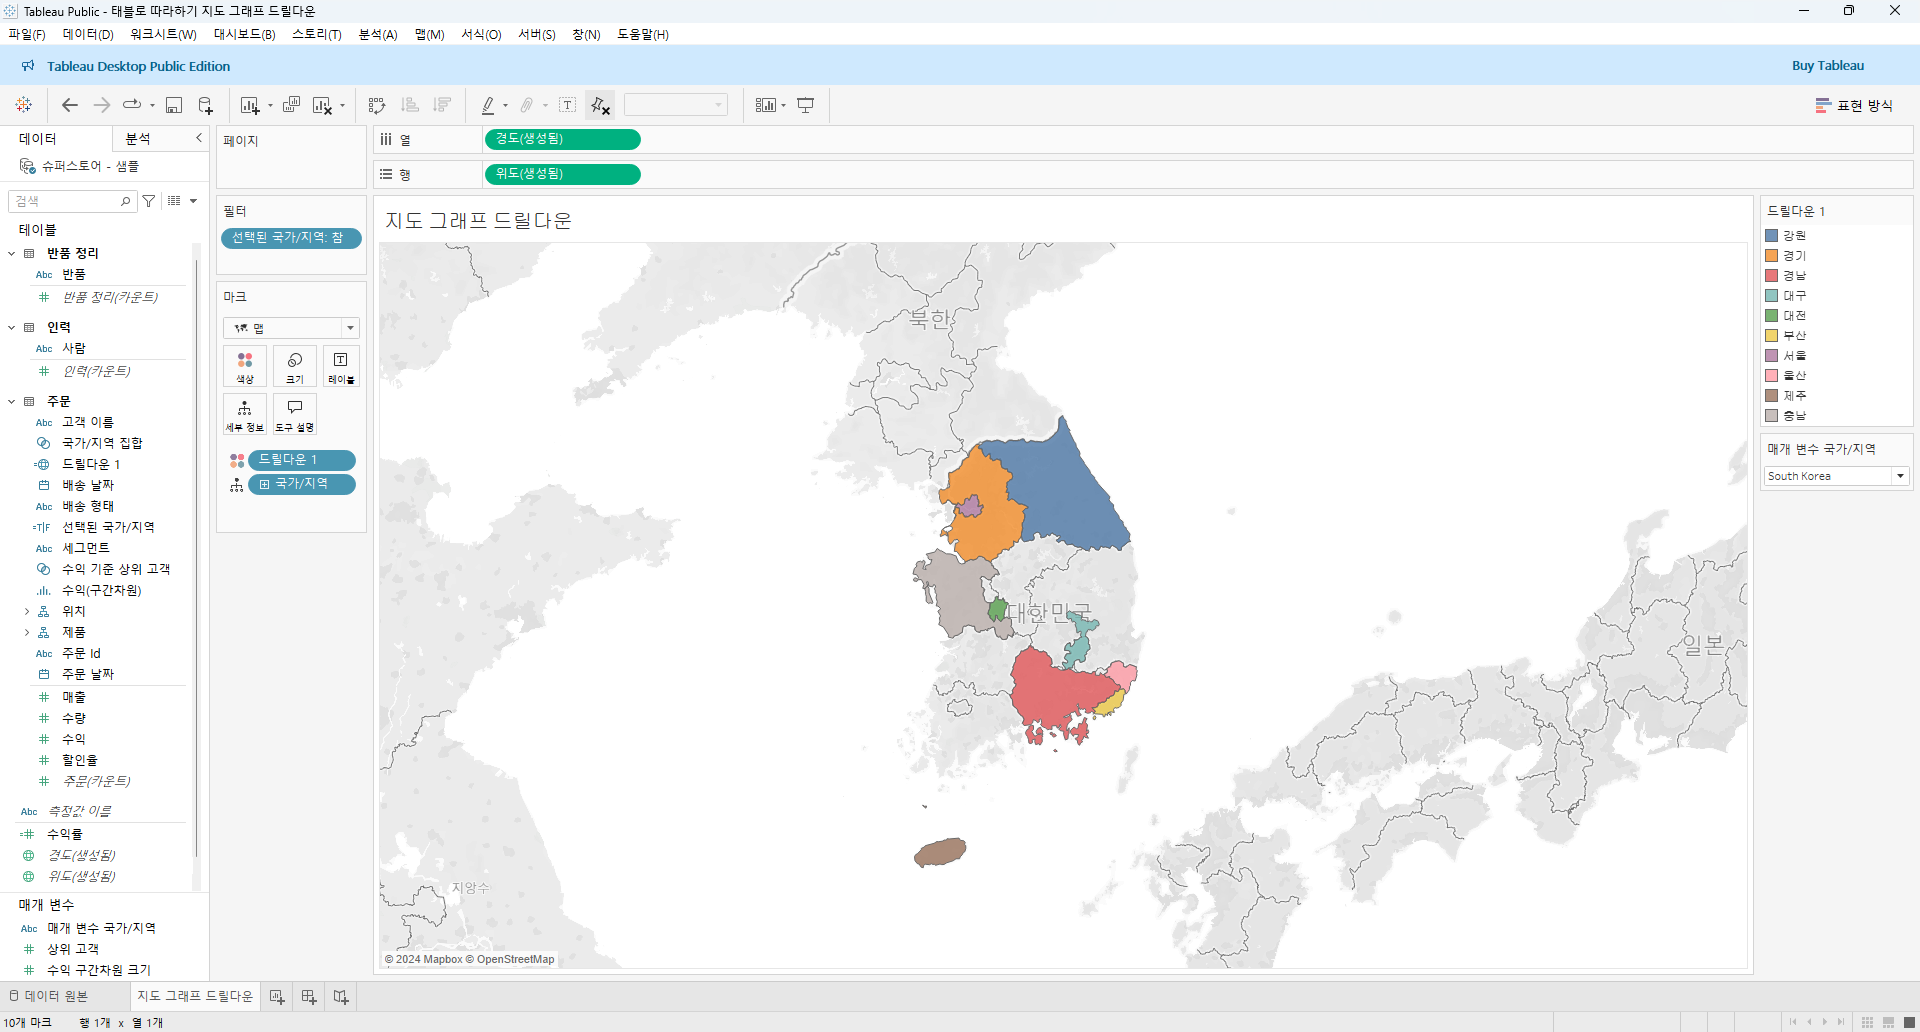 Tableau Public - 태블로 따라하기 지도 그래프 드릴다운
파일(F) 데이터(D) 워크시트(W) 대시보드(B) 스토리(T) 분석(A) 맵(M) 서식(O) 서버(S) 창(N) 도움말(H)
Tableau Desktop Public Edition
Buy Tableau
표현 방식
데이터 분석
슈퍼스토어 - 샘플
검색
테이블
반품 정리
Abc 반품
반품 정리(카운트)
인력
Abc 사람
인력(카운트)
주문
Abc 고객 이름
국가/지역 집합
드릴다운 1
배송 날짜
Abc 배송 형태
=T|F 선택된 국가/지역
Abc 세그먼트
수익 기준 상위 고객
수익(구간차원)
위치
제품
Abc 주문 Id
주문 날짜
매출
수량
수익
할인율
주문(카운트)
Abc 측정값 이름
수익률
경도(생성됨)
위도(생성됨)
매개 변수
Abc 매개 변수 국가/지역
상위 고객
수익 구간차원 크기
페이지
필터
선택된 국가/지역: 참
마크
맵
색상
크기
레이블
세부 정보
도구 설명
드릴다운 1
국가/지역
열
경도(생성됨)
행
위도(생성됨)
지도 그래프 드릴다운
북한
대한민국
일본
지앙수
© 2024 Mapbox © OpenStreetMap
드릴다운 1
강원
경기
경남
대구
대전
부산
서울
울산
제주
충남
매개 변수 국가/지역
South Korea
데이터 원본
지도 그래프 드릴다운
10개 마크 행 1개 x 열 1개